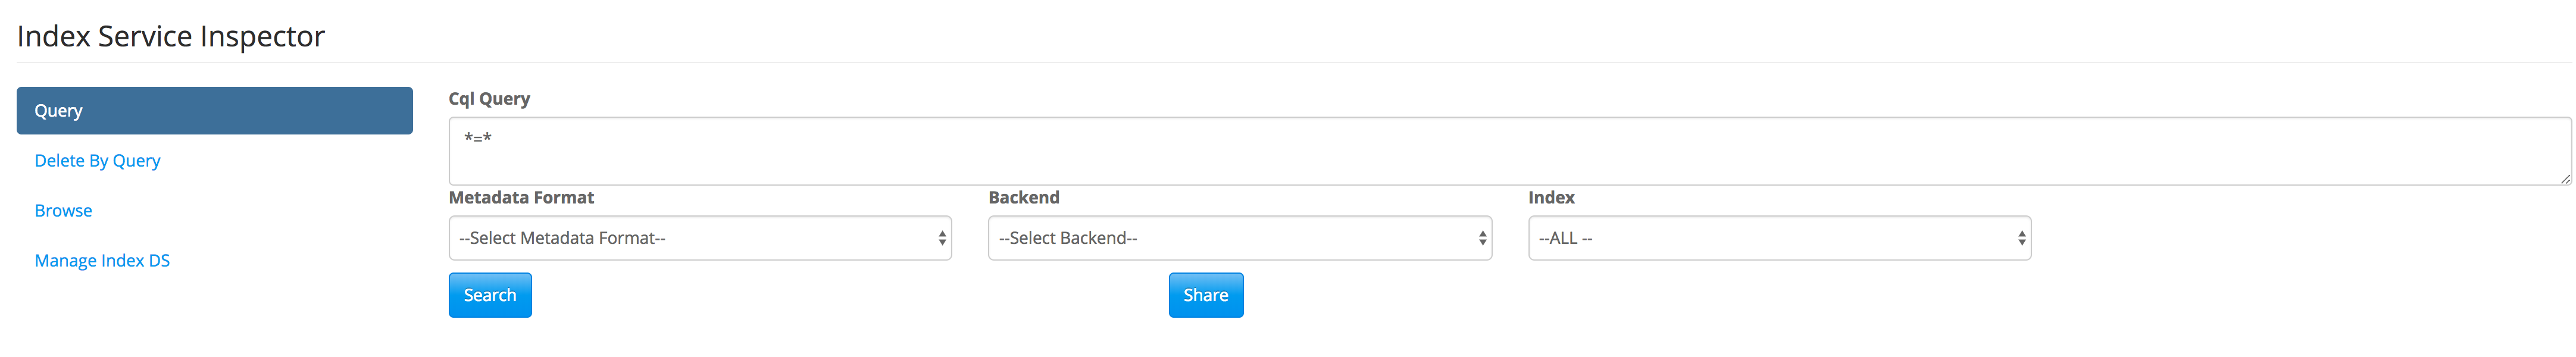 Index Service Inspector
Query
Delete By Query
Browse
Manage Index DS
Cql Query
*=*
Metadata Format
--Select Metadata Format--
Backend
--Select Backend--
Index
--ALL --
Search
Share